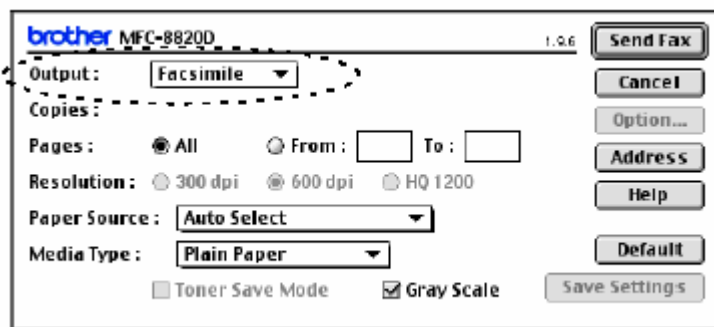 brother MFC-8820D 1.9.6 Send Fax
Output : Facsimile Cancel
Copies : Option...
Pages : All From : To : Address
Resolution : 300 dpi 600 dpi HQ 1200 Help
Paper Source : Auto Select
Media Type : Plain Paper Default
Toner Save Mode Gray Scale Save Settings